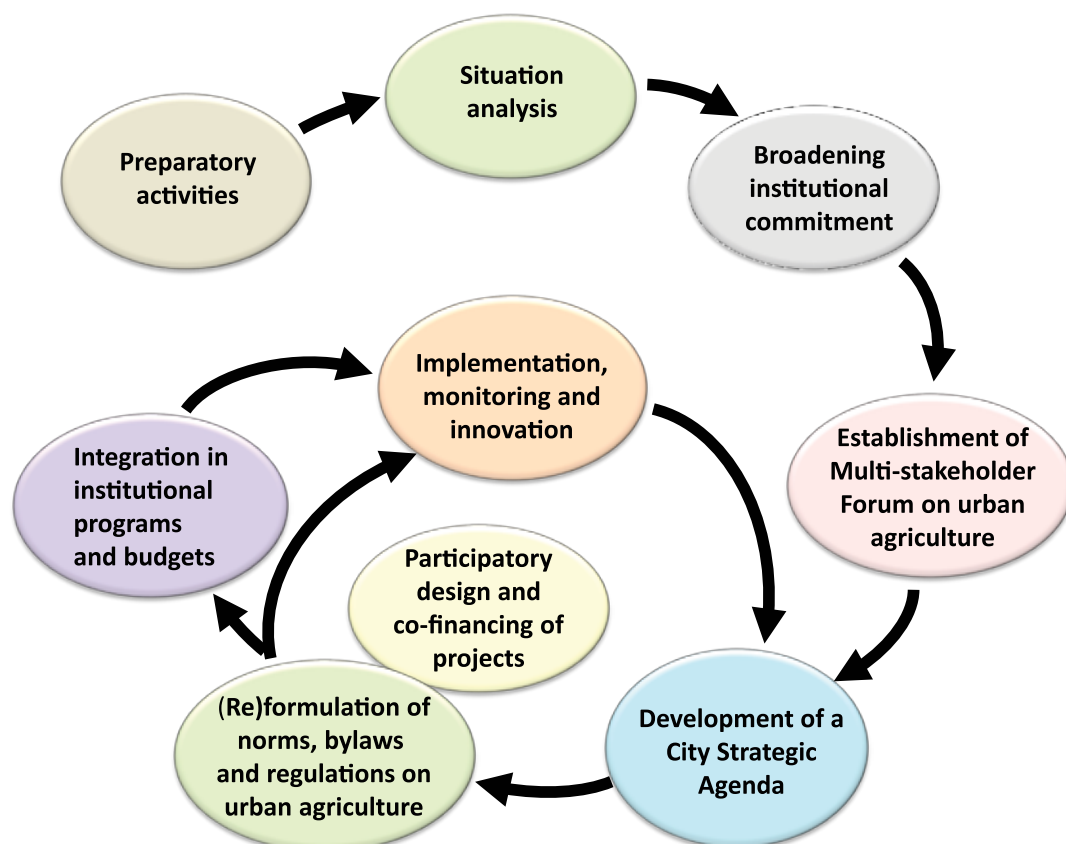 Situation
analysis
Preparatory
activities
Broadening
institutional
commitment
Implementation,
monitoring and
innovation
Establishment of
Multi-stakeholder
Forum on urban
agriculture
Integration in
institutional
programs
and budgets
Participatory
design and
co-financing of
projects
(Re)formulation of
norms, bylaws
and regulations on
urban agriculture
Development of a
City Strategic
Agenda